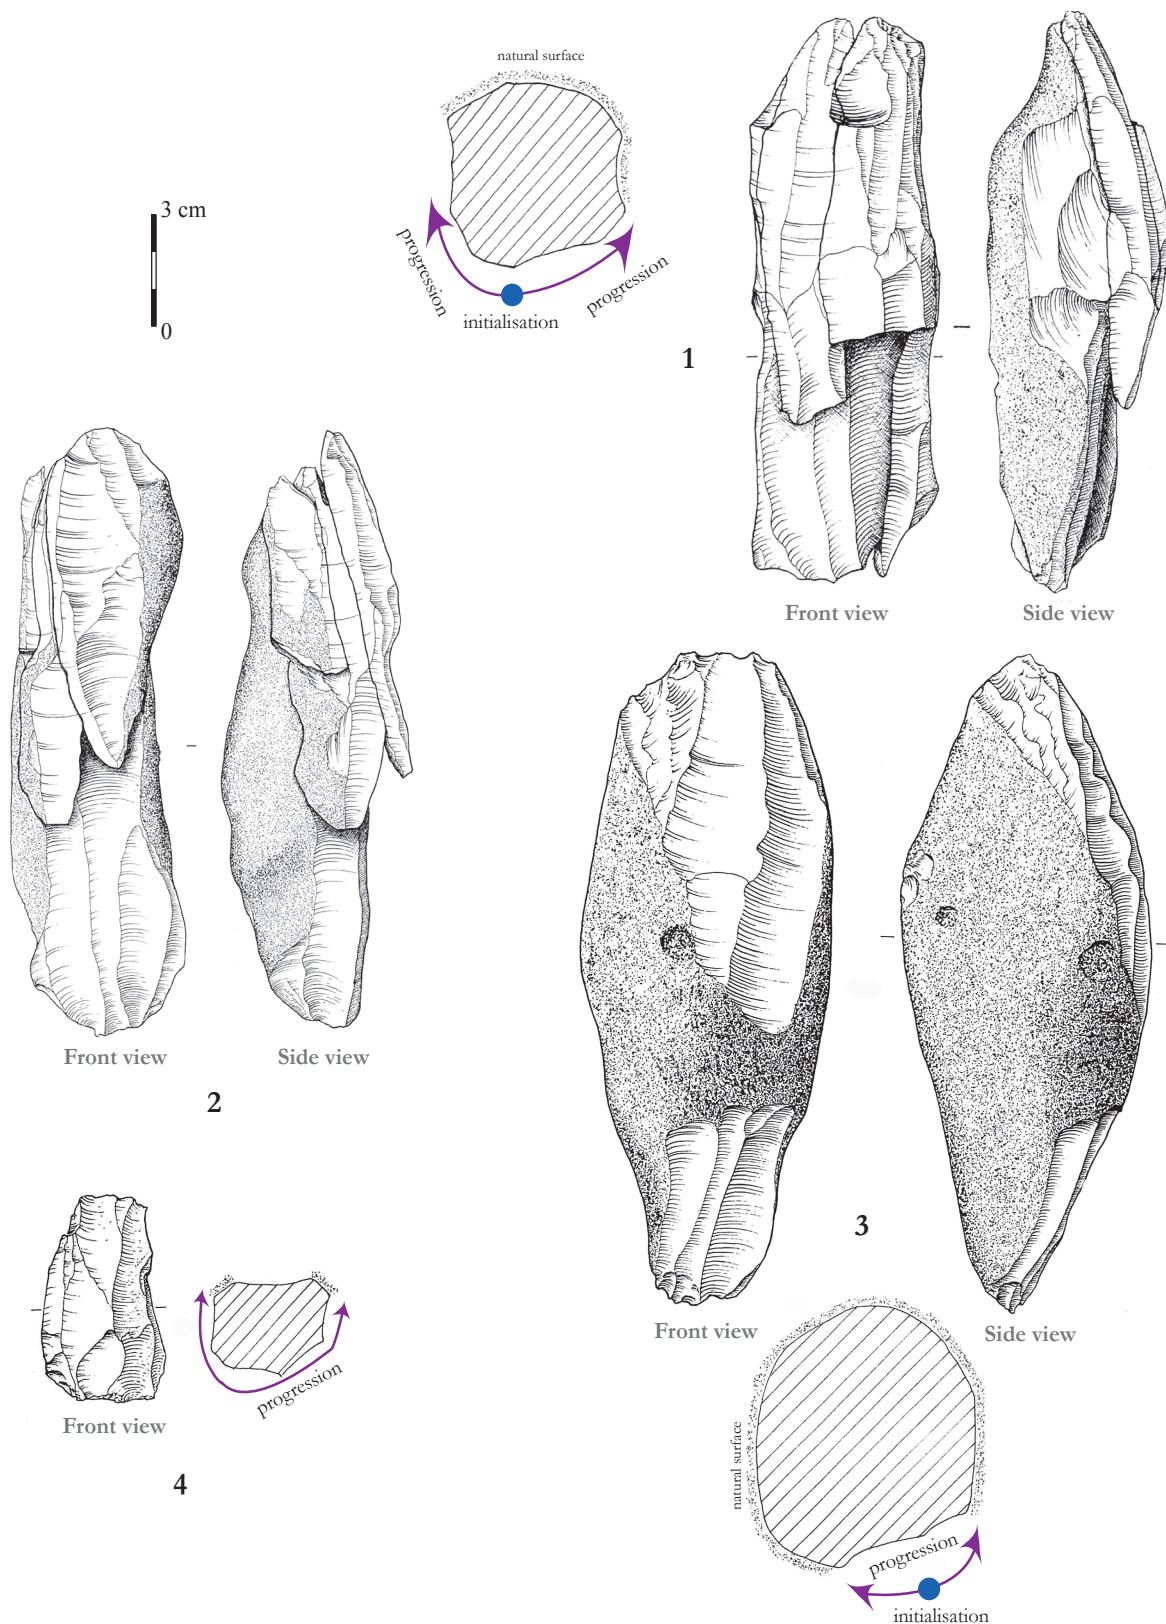 natural surface
3 cm
0
progression
progression
initialisation
1
Front view
Side view
Front view
Side view
2
3
Front view
Side view
progression
Front view
4
natural surface
progression
initialisation